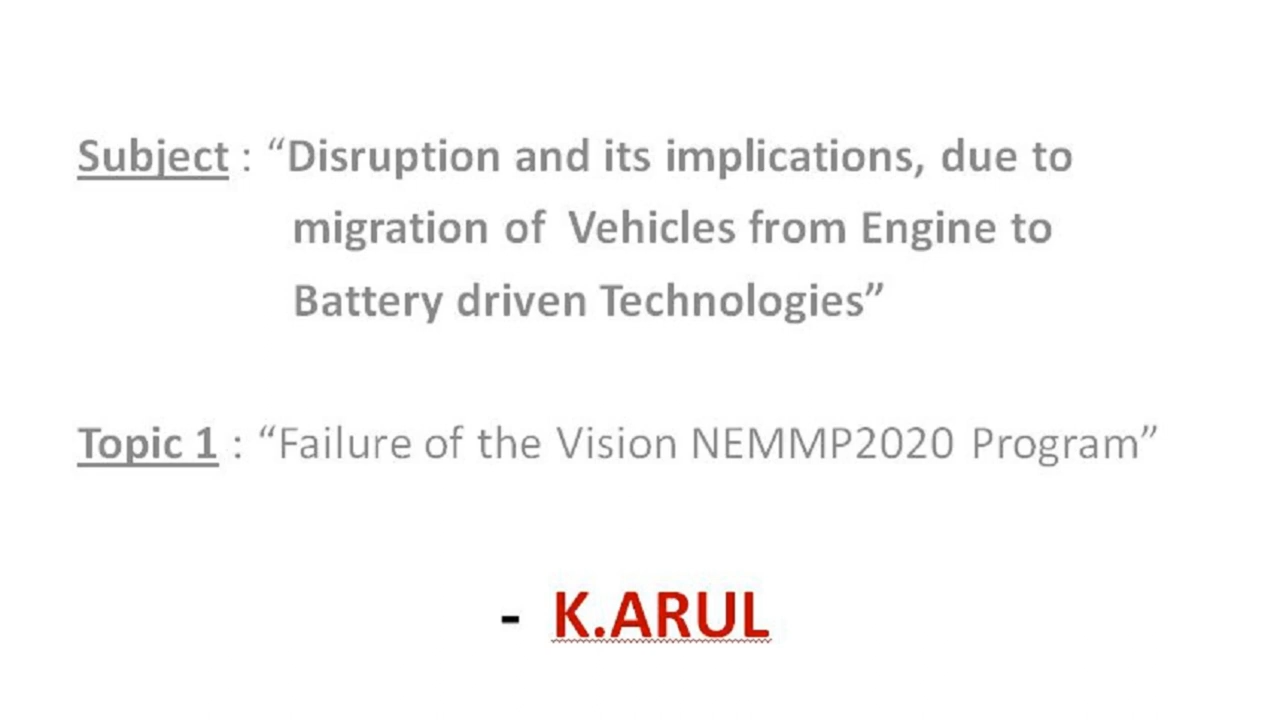 Subject : “Disruption and its implications, due to
migration of Vehicles from Engine to
Battery driven Technologies”
Topic 1 : “Failure of the Vision NEMMP2020 Program”
- K.ARUL